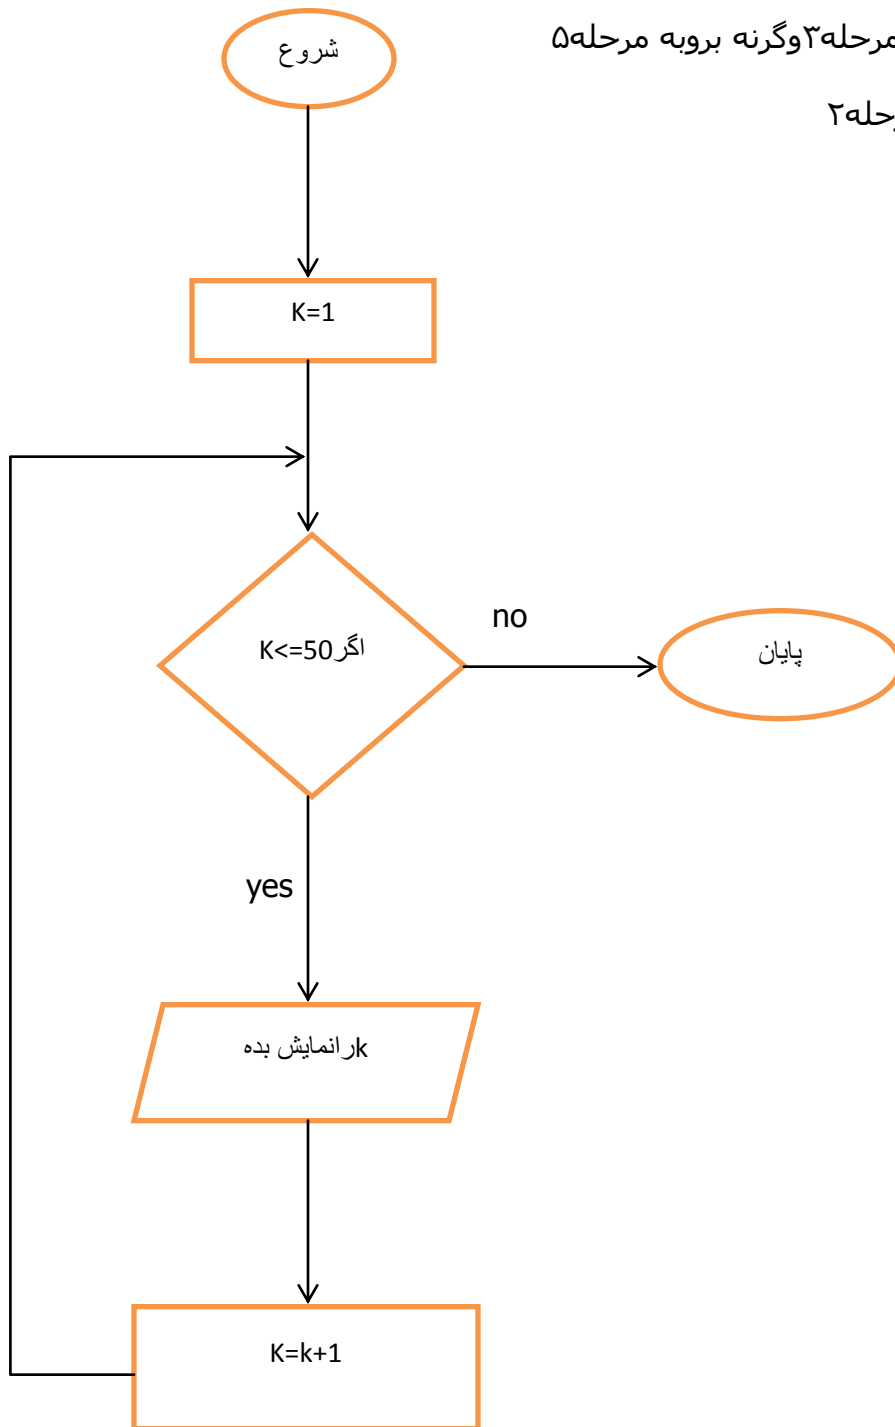 مرحله۳وگرنه بروبه مرحله۵
شروع
K=1
اگرK<=50
no
پایان
yes
kرانمایش بده
K=k+1